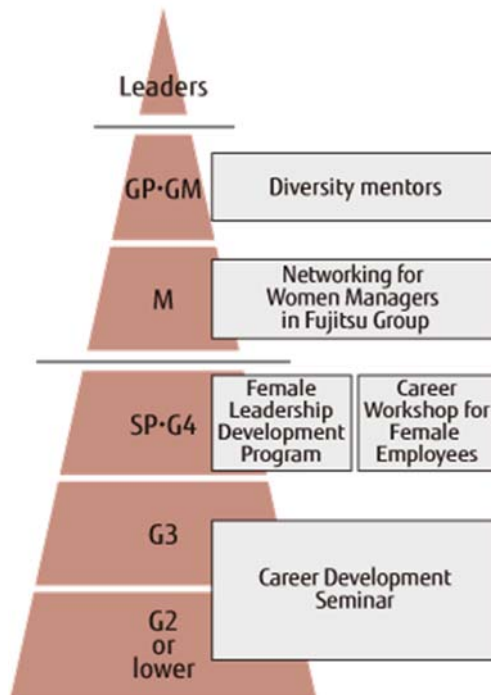 Leaders
GP·GM
Diversity mentors
M
Networking for
Women Managers
in Fujitsu Group
SP·G4
Female
Leadership
Development
Program
Career
Workshop for
Female
Employees
G3
Career Development
Seminar
G2
or
lower